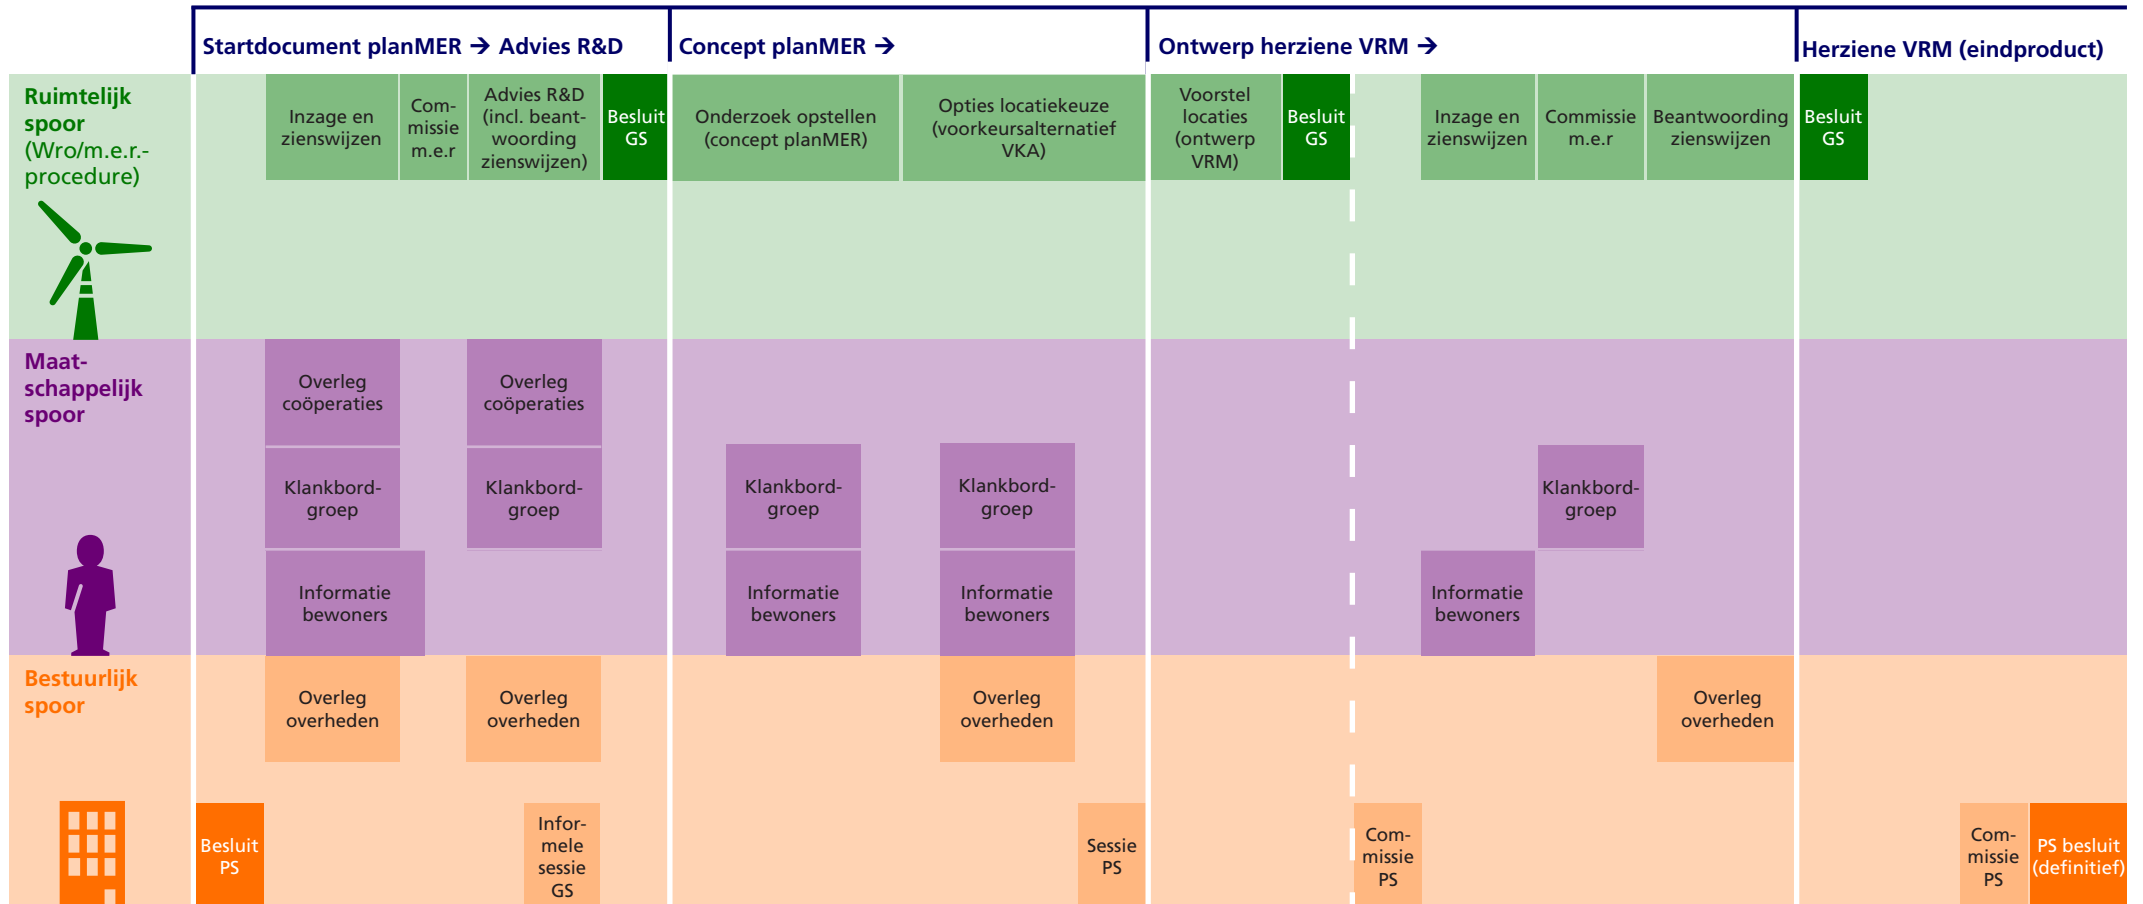 Startdocument planMER → Advies R&D
Concept planMER →
Ontwerp herziene VRM →
Herziene VRM (eindproduct)
Ruimtelijk
spoor
(Wro/m.e.r.-
procedure)
Inzage en
zienswijzen
Com-
missie
m.e.r
Advies R&D
(incl. beant-
woording
zienswijzen)
Besluit
GS
Onderzoek opstellen
(concept planMER)
Opties locatiekeuze
(voorkeursalternatief
VKA)
Voorstel
locaties
(ontwerp
VRM)
Besluit
GS
Inzage en
zienswijzen
Commissie
m.e.r
Beantwoording
zienswijzen
Besluit
GS
Maat-
schappelijk
spoor
Overleg
coöperaties
Overleg
coöperaties
Klankbord-
groep
Klankbord-
groep
Klankbord-
groep
Klankbord-
groep
Klankbord-
groep
Informatie
bewoners
Informatie
bewoners
Informatie
bewoners
Informatie
bewoners
Bestuurlijk
spoor
Overleg
overheden
Overleg
overheden
Overleg
overheden
Overleg
overheden
Besluit
PS
Infor-
mele
sessie
GS
Sessie
PS
Com-
missie
PS
Com-
missie
PS
PS besluit
(definitief)